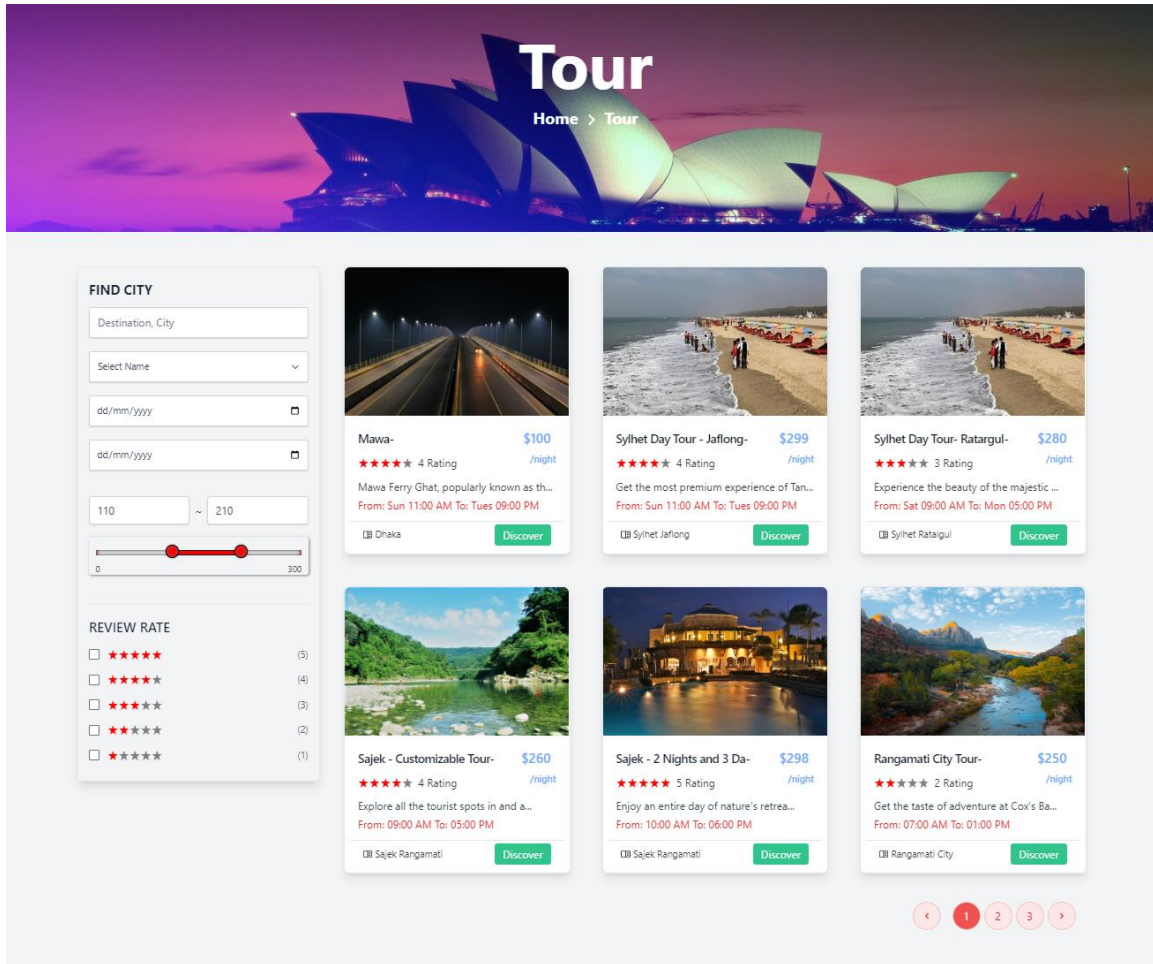 Tour
Home > Tour
FIND CITY
Destination, City
Select Name
dd/mm/yyyy
dd/mm/yyyy
110 ~ 210
0 300
REVIEW RATE
(5)
(4)
(3)
(2)
(1)
Mawa- $100
4 Rating /night
Mawa Ferry Ghat, popularly known as th...
From: Sun 11:00 AM To: Tues 09:00 PM
Dhaka Discover
Sylhet Day Tour - Jaflong- $299
4 Rating /night
Get the most premium experience of Tan...
From: Sun 11:00 AM To: Tues 09:00 PM
Sylhet Jaflong Discover
Sylhet Day Tour- Ratargul- $280
3 Rating /night
Experience the beauty of the majestic ...
From: Sat 09:00 AM To: Mon 05:00 PM
Sylhet Ratalgul Discover
Sajek - Customizable Tour- $260
4 Rating /night
Explore all the tourist spots in and a...
From: 09:00 AM To: 05:00 PM
Sajek Rangamati Discover
Sajek - 2 Nights and 3 Da- $298
5 Rating /night
Enjoy an entire day of nature's retrea...
From: 10:00 AM To: 06:00 PM
Sajek Rangamati Discover
Rangamati City Tour- $250
2 Rating /night
Get the taste of adventure at Cox's Ba...
From: 07:00 AM To: 01:00 PM
Rangamati City Discover
‹ 1 2 3 ›